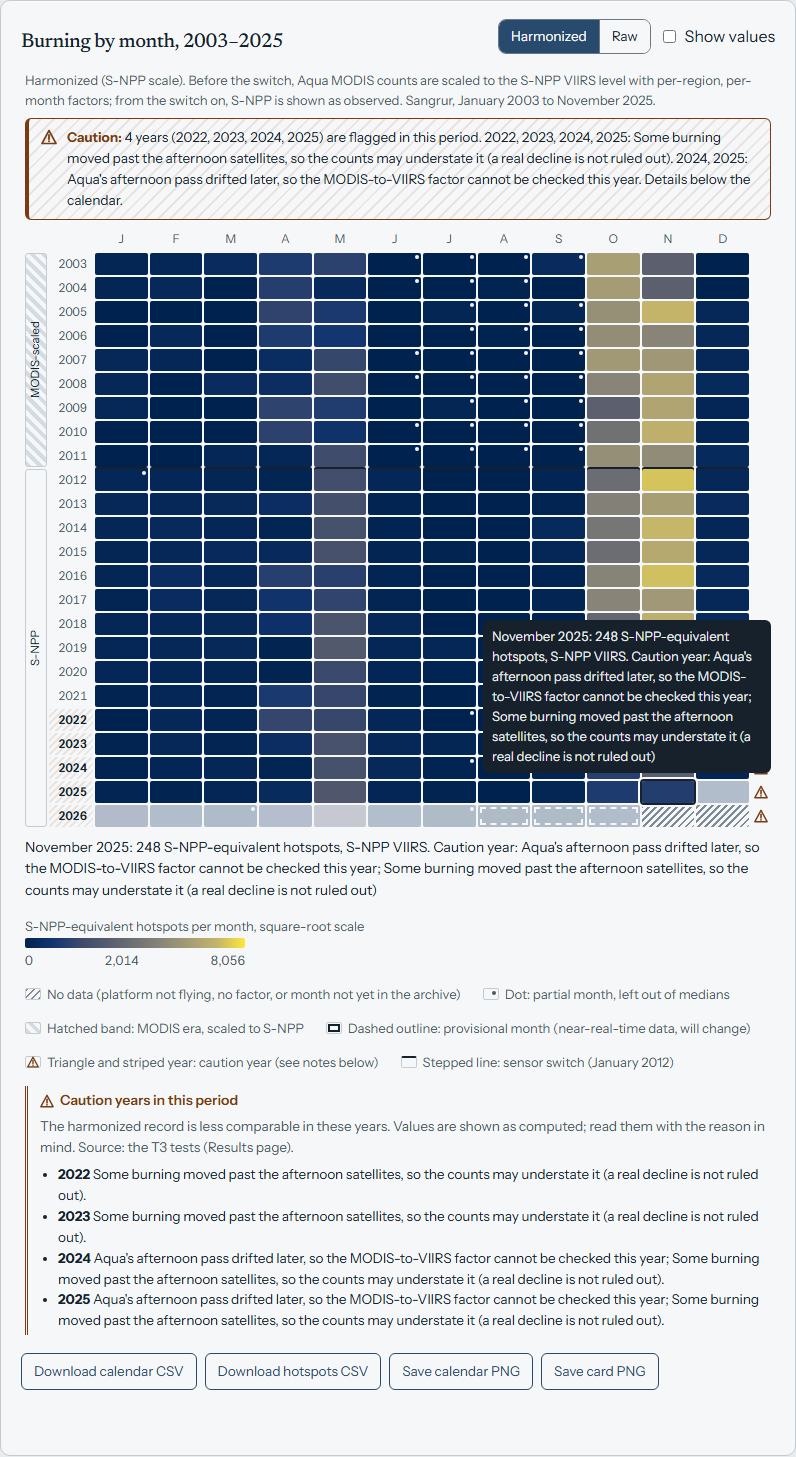 Burning by month, 2003–2025
Harmonized
Raw
Show values
Harmonized (S-NPP scale). Before the switch, Aqua MODIS counts are scaled to the S-NPP VIIRS level with per-region, per-
month factors; from the switch on, S-NPP is shown as observed. Sangrur, January 2003 to November 2025.
Caution: 4 years (2022, 2023, 2024, 2025) are flagged in this period. 2022, 2023, 2024, 2025: Some burning
moved past the afternoon satellites, so the counts may understate it (a real decline is not ruled out). 2024, 2025:
Aqua's afternoon pass drifted later, so the MODIS-to-VIIRS factor cannot be checked this year. Details below the
calendar.
J F M A M J J A S O N D
MODIS-scaled
2003
2004
2005
2006
2007
2008
2009
2010
2011
S-NPP
2012
2013
2014
2015
2016
2017
2018
2019
2020
2021
2022
2023
2024
2025
2026
November 2025: 248 S-NPP-equivalent
hotspots, S-NPP VIIRS. Caution year: Aqua's
afternoon pass drifted later, so the MODIS-
to-VIIRS factor cannot be checked this year;
Some burning moved past the afternoon
satellites, so the counts may understate it (a
real decline is not ruled out)
November 2025: 248 S-NPP-equivalent hotspots, S-NPP VIIRS. Caution year: Aqua's afternoon pass drifted later, so
the MODIS-to-VIIRS factor cannot be checked this year; Some burning moved past the afternoon satellites, so the
counts may understate it (a real decline is not ruled out)
S-NPP-equivalent hotspots per month, square-root scale
0 2,014 8,056
No data (platform not flying, no factor, or month not yet in the archive)
Dot: partial month, left out of medians
Hatched band: MODIS era, scaled to S-NPP
Dashed outline: provisional month (near-real-time data, will change)
Triangle and striped year: caution year (see notes below)
Stepped line: sensor switch (January 2012)
Caution years in this period
The harmonized record is less comparable in these years. Values are shown as computed; read them with the reason in
mind. Source: the T3 tests (Results page).
• 2022 Some burning moved past the afternoon satellites, so the counts may understate it (a real decline is not ruled
out).
• 2023 Some burning moved past the afternoon satellites, so the counts may understate it (a real decline is not ruled
out).
• 2024 Aqua's afternoon pass drifted later, so the MODIS-to-VIIRS factor cannot be checked this year; Some burning
moved past the afternoon satellites, so the counts may understate it (a real decline is not ruled out).
• 2025 Aqua's afternoon pass drifted later, so the MODIS-to-VIIRS factor cannot be checked this year; Some burning
moved past the afternoon satellites, so the counts may understate it (a real decline is not ruled out).
Download calendar CSV
Download hotspots CSV
Save calendar PNG
Save card PNG